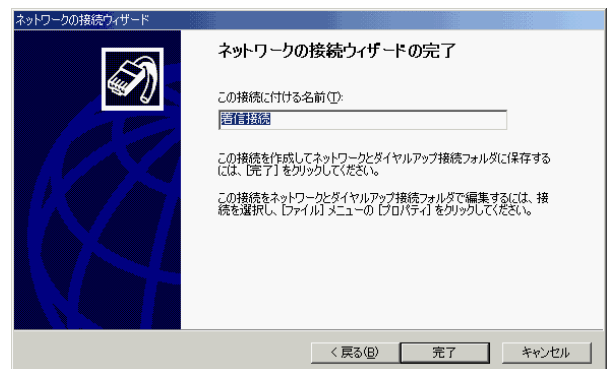 ネットワークの接続ウィザード
ネットワークの接続ウィザードの完了
この接続に付ける名前(T):
着信接続
この接続を作成してネットワークとダイヤルアップ接続フォルダに保存する
には、[完了] をクリックしてください。
この接続をネットワークとダイヤルアップ接続フォルダで編集するには、接
続を選択し、[ファイル] メニューの [プロパティ] をクリックしてください。
< 戻る(B) 完了 キャンセル